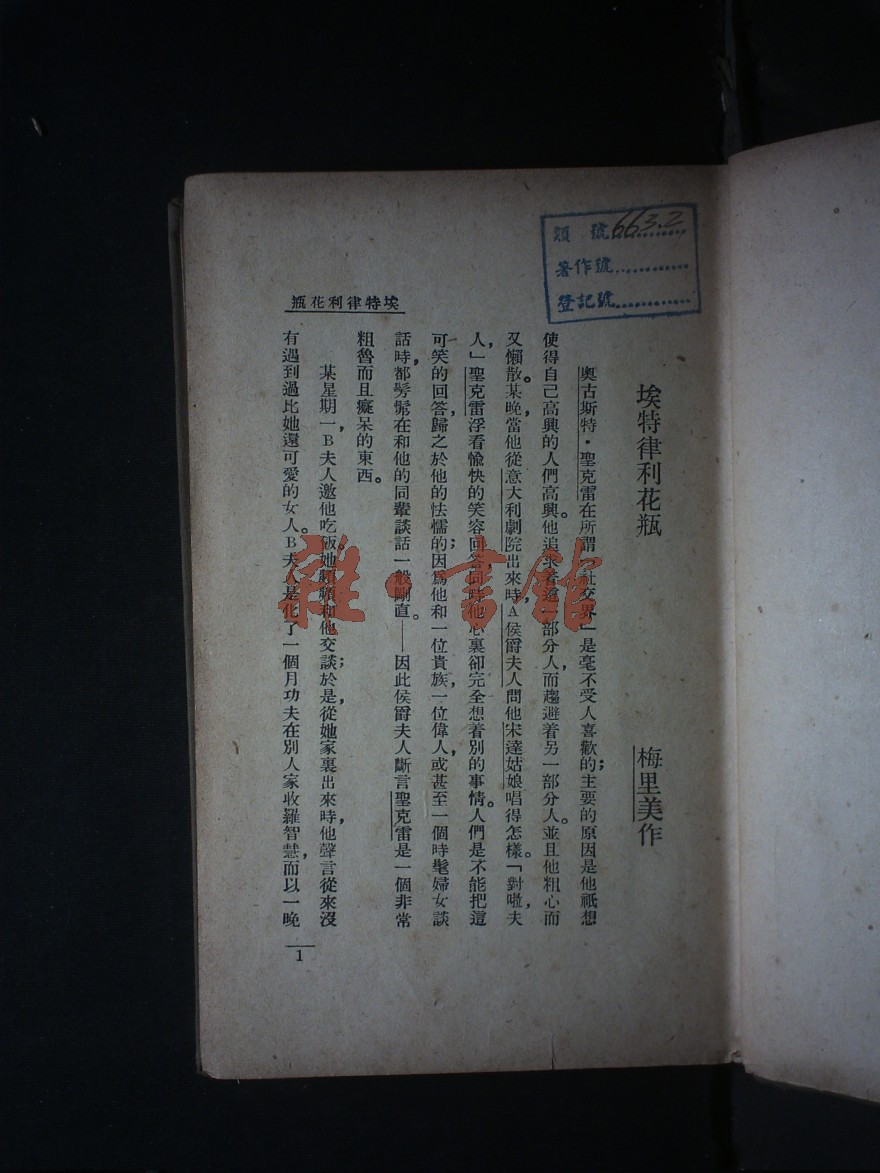 類號663.2
著作號
登記號
埃特律利花瓶
梅里美作
奧古斯特·聖克雷在所謂「社交界」是毫不受人喜歡的；主要的原因是他祇想
使得自己高興的人們高興。他追求着這一部分人，而趨避着另一部分人。並且他粗心而
又懶散。某晚，當他從意大利劇院出來時，A侯爵夫人問他宋達姑娘唱得怎樣。「對啦，夫
人，」聖克雷浮着愉快的笑容回答，同時他心裏卻完全想着別的事情。人們是不能把這
可笑的回答，歸之於他的怯懦的；因爲他和一位貴族，一位偉人，或甚至一個時髦婦女談
話時，都髣髴在和他的同輩談話一般剛直。——因此侯爵夫人斷言聖克雷是一個非常
粗魯而且癡呆的東西。
某星期一，B夫人邀他吃飯。她頻頻和他交談；於是，從她家裏出來時，他聲言從來沒
有遇到過比她還可愛的女人。B夫人是化了一個月功夫在別人家收羅智慧，而以一晚
埃特律利花瓶
1
雜·書館